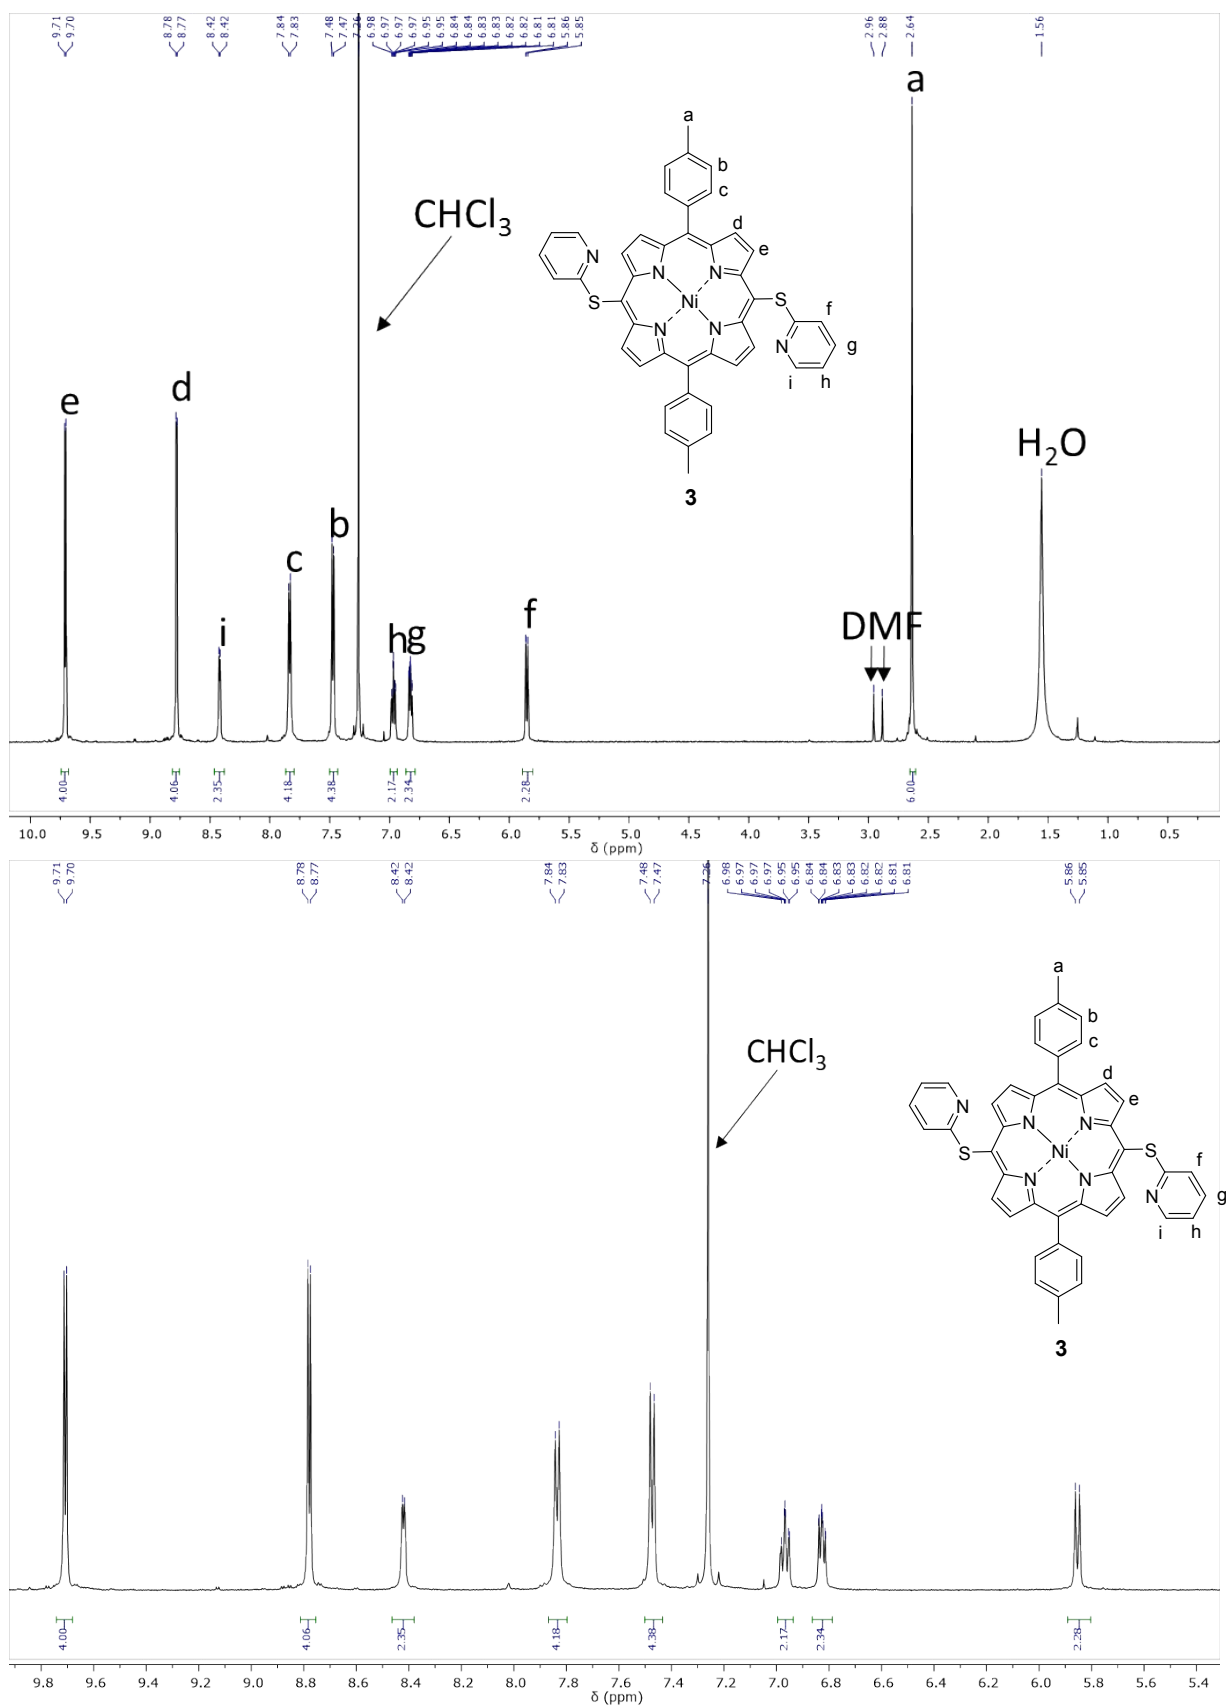 9.71 9.70 8.78 8.77 8.42 8.42 7.84 7.83 7.48 7.47 7.26 6.98 6.97 6.97 6.97 6.95 6.95 6.84 6.84 6.83 6.83 6.82 6.82 6.81 6.81 5.86 5.85 2.96 2.88 2.64 1.56
a
a
b
c
CHCl3
d
e
N
N
N
S
Ni
S
f
N
N
N
g
i
h
e
d
H2O
3
b
c
i
f
h
g
DMF
4.00 4.06 2.35 4.18 4.38 2.17 2.34 2.28 6.00
10.0 9.5 9.0 8.5 8.0 7.5 7.0 6.5 6.0 5.5 5.0 4.5 4.0 3.5 3.0 2.5 2.0 1.5 1.0 0.5
δ (ppm)
9.71 9.70 8.78 8.77 8.42 8.42 7.84 7.83 7.48 7.47 7.26 6.98 6.97 6.97 6.97 6.95 6.95 6.84 6.84 6.83 6.83 6.82 6.82 6.81 6.81 5.86 5.85
a
b
c
CHCl3
d
e
N
N
N
S
Ni
S
f
N
N
N
g
i
h
3
4.00 4.06 2.35 4.18 4.38 2.17 2.34 2.28
9.8 9.6 9.4 9.2 9.0 8.8 8.6 8.4 8.2 8.0 7.8 7.6 7.4 7.2 7.0 6.8 6.6 6.4 6.2 6.0 5.8 5.6 5.4
δ (ppm)